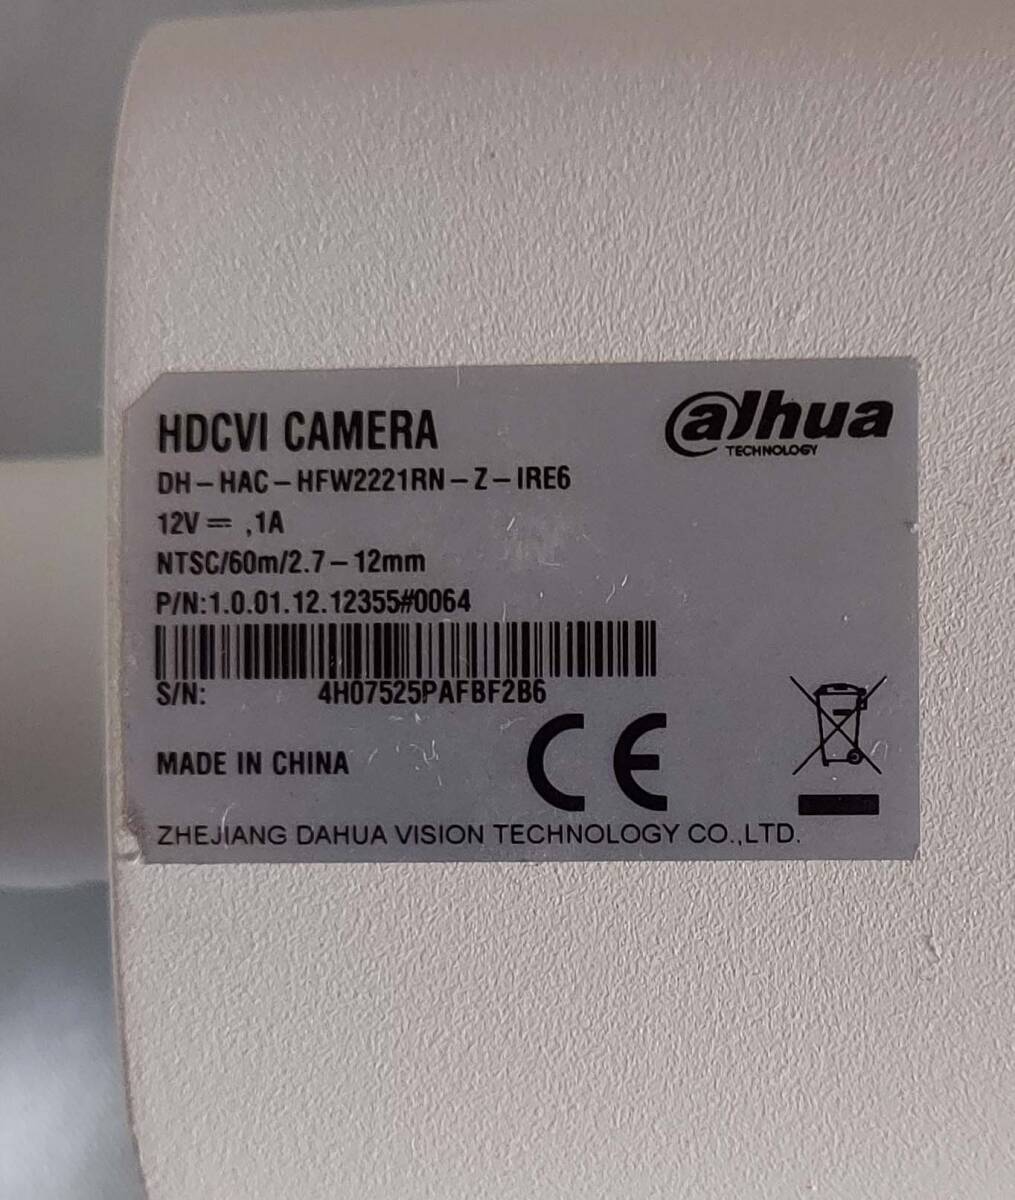 HDCVI CAMERA
alhua
TECHNOLOGY
DH-HAC-HFW2221RN-Z-IRE6
12V⎓ ,1A
NTSC/60m/2.7-12mm
P/N:1.0.01.12.12355#0064
S/N: 4H07525PAFBF2B6
MADE IN CHINA
CE
ZHEJIANG DAHUA VISION TECHNOLOGY CO.,LTD.